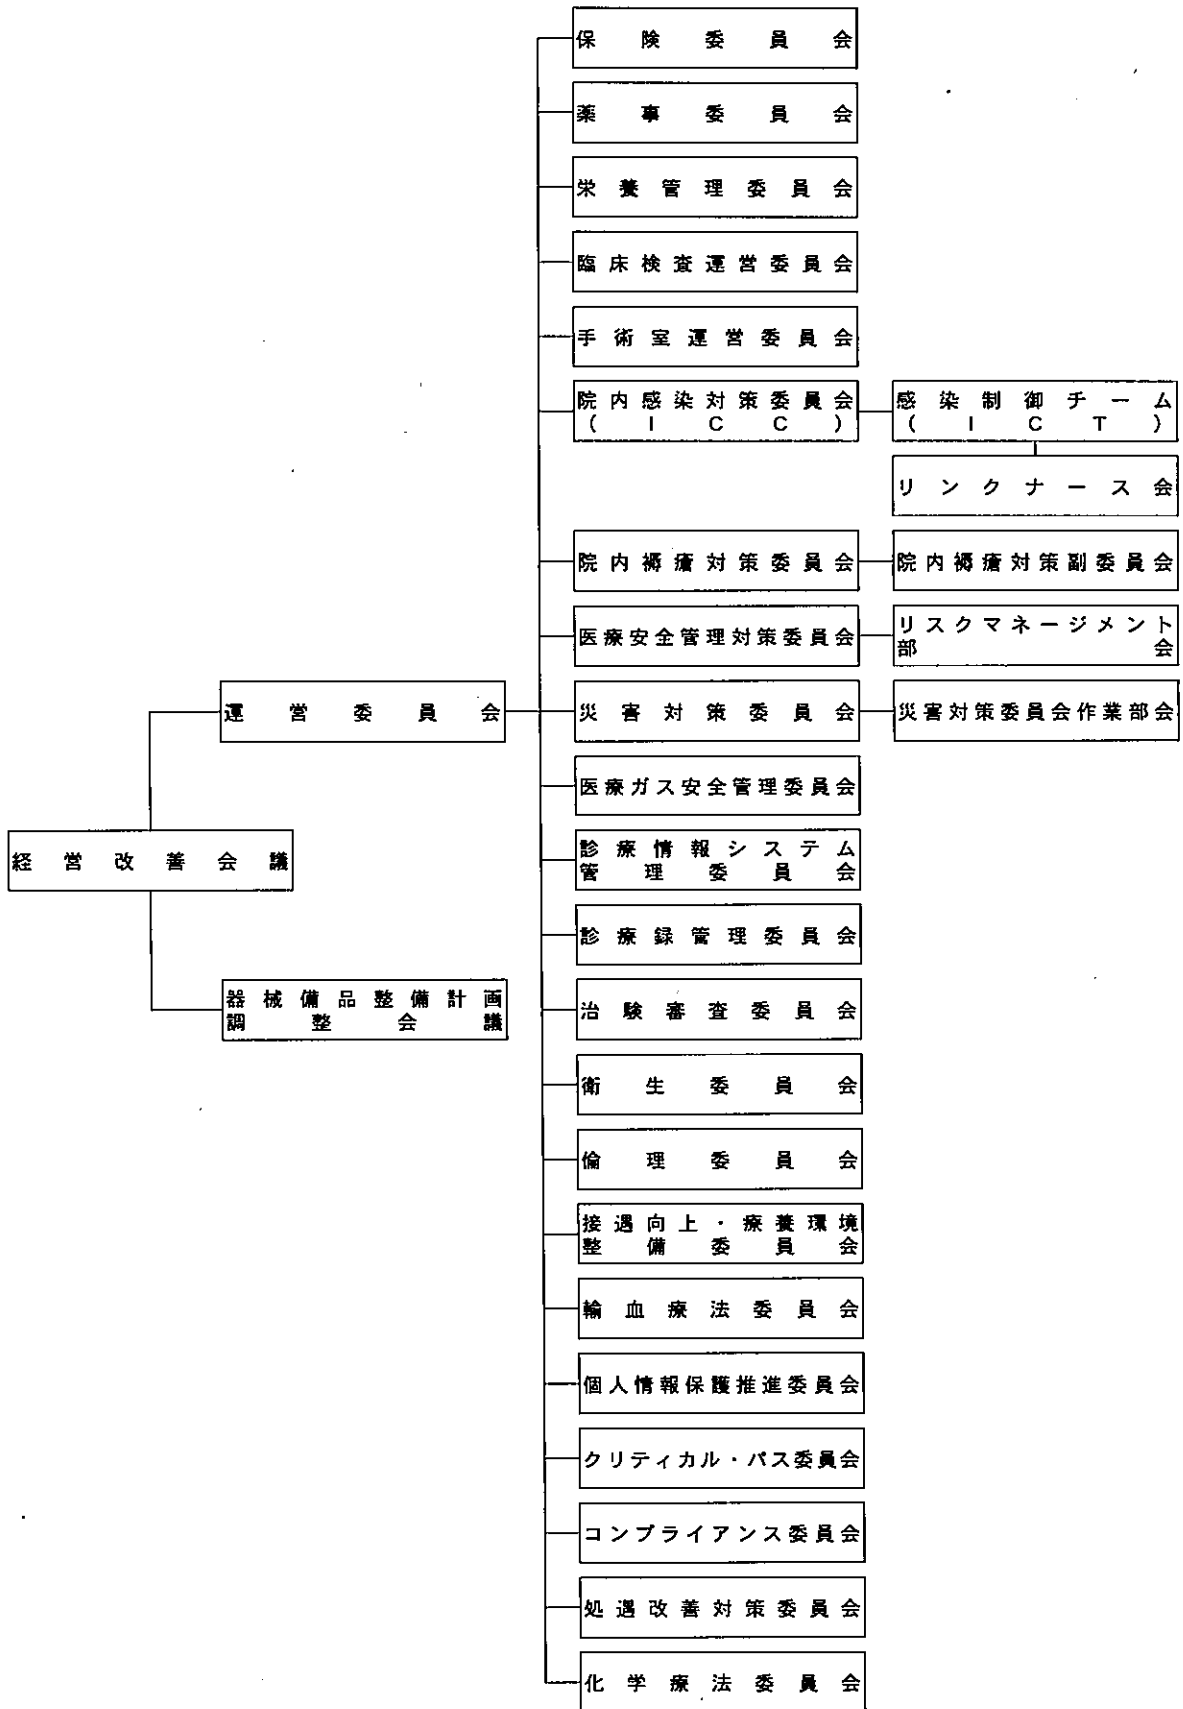 保険委員会
薬事委員会
栄養管理委員会
臨床検査運営委員会
手術室運営委員会
院内感染対策委員会
(ICC)
感染制御チーム
(ICT)
リンクナース会
院内褥瘡対策委員会
院内褥瘡対策副委員会
医療安全管理対策委員会
リスクマネージメント
部会
運営委員会
災害対策委員会
災害対策委員会作業部会
医療ガス安全管理委員会
経営改善会議
診療情報システム
管理委員会
診療録管理委員会
器械備品整備計画
調整会議
治験審査委員会
衛生委員会
倫理委員会
接遇向上・療養環境
整備委員会
輸血療法委員会
個人情報保護推進委員会
クリティカル・パス委員会
コンプライアンス委員会
処遇改善対策委員会
化学療法委員会